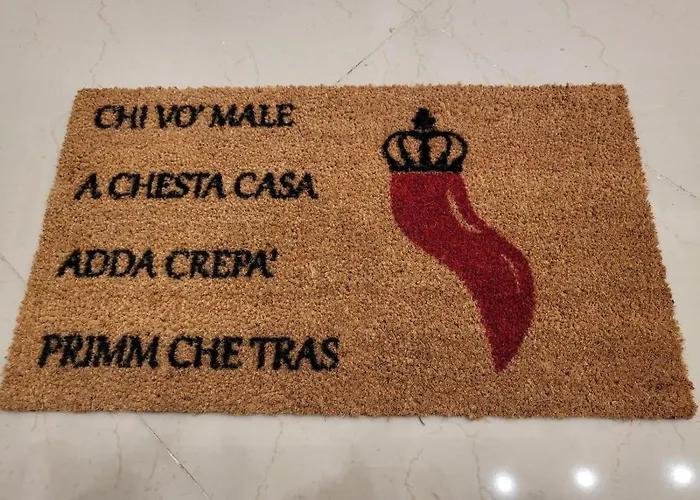 CHI VO' MALE
A CHESTA CASA
ADDA CREPA'
PRIMM CHE TRAS